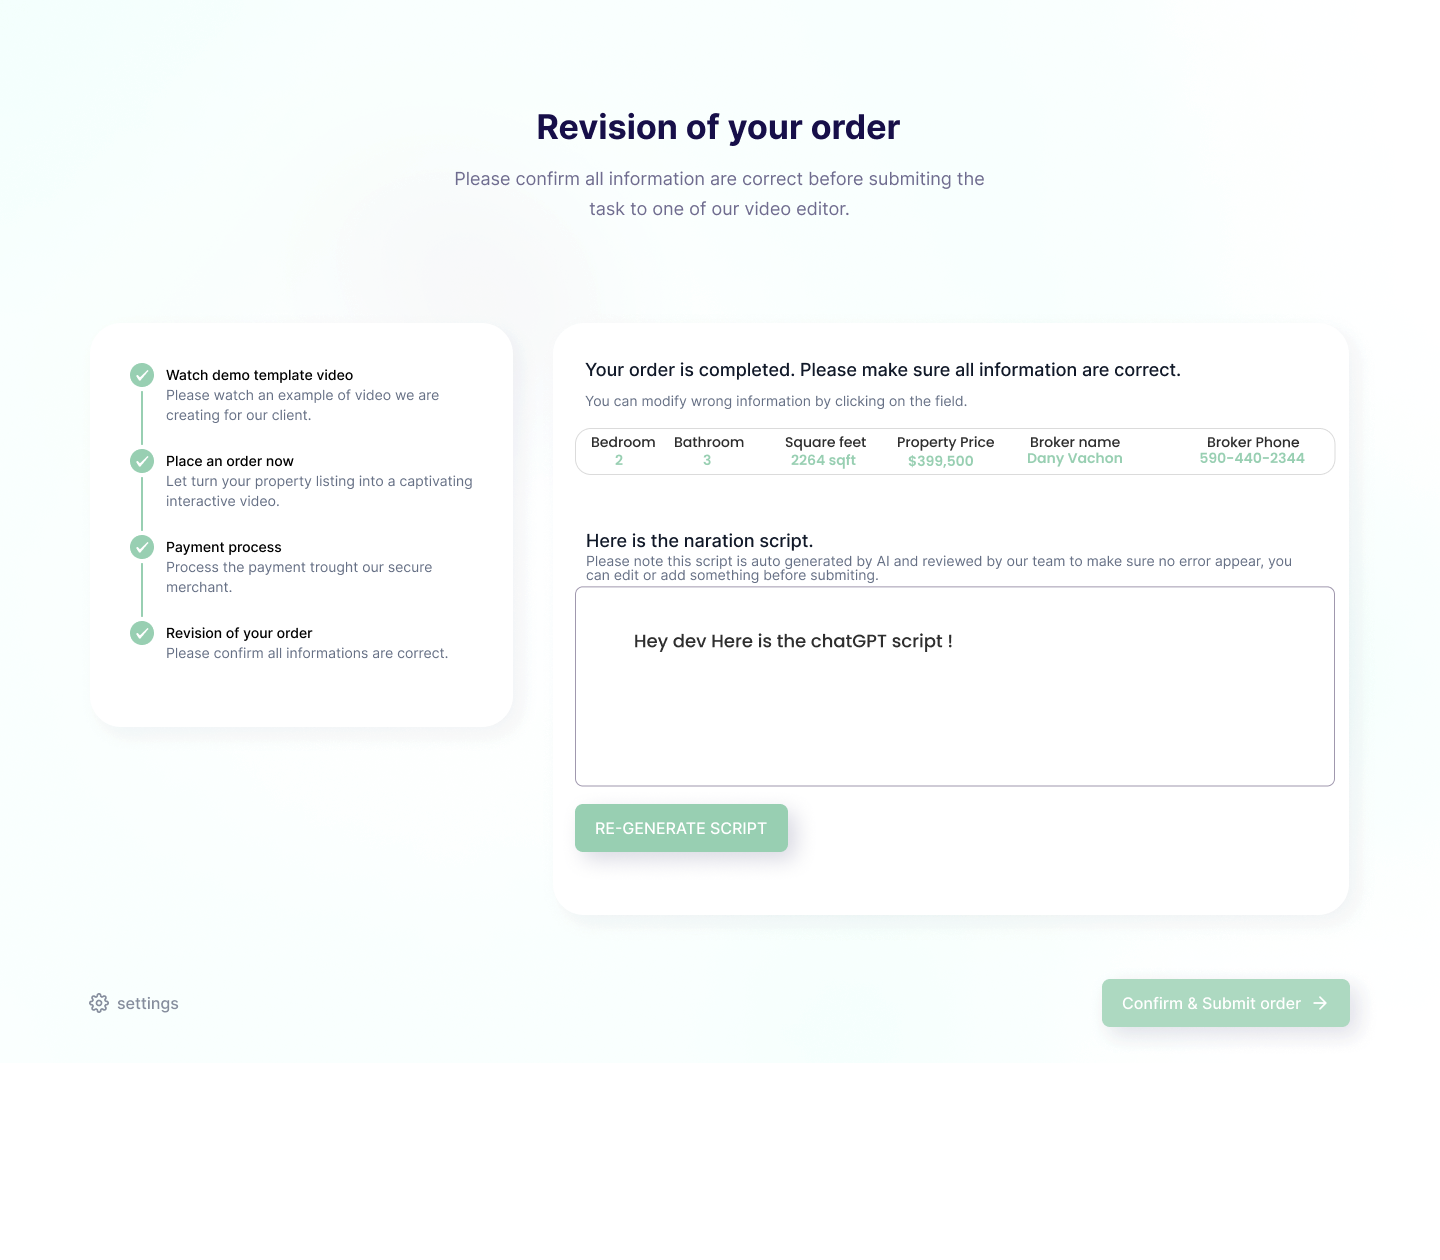 Revision of your order
Please confirm all information are correct before submiting the
task to one of our video editor.
Watch demo template video
Please watch an example of video we are
creating for our client.
Place an order now
Let turn your property listing into a captivating
interactive video.
Payment process
Process the payment trought our secure
merchant.
Revision of your order
Please confirm all informations are correct.
Your order is completed. Please make sure all information are correct.
You can modify wrong information by clicking on the field.
Bedroom Bathroom Square feet Property Price Broker name Broker Phone
2 3 2264 sqft $399,500 Dany Vachon 590-440-2344
Here is the naration script.
Please note this script is auto generated by AI and reviewed by our team to make sure no error appear, you
can edit or add something before submiting.
Hey dev Here is the chatGPT script !
RE-GENERATE SCRIPT
settings
Confirm & Submit order